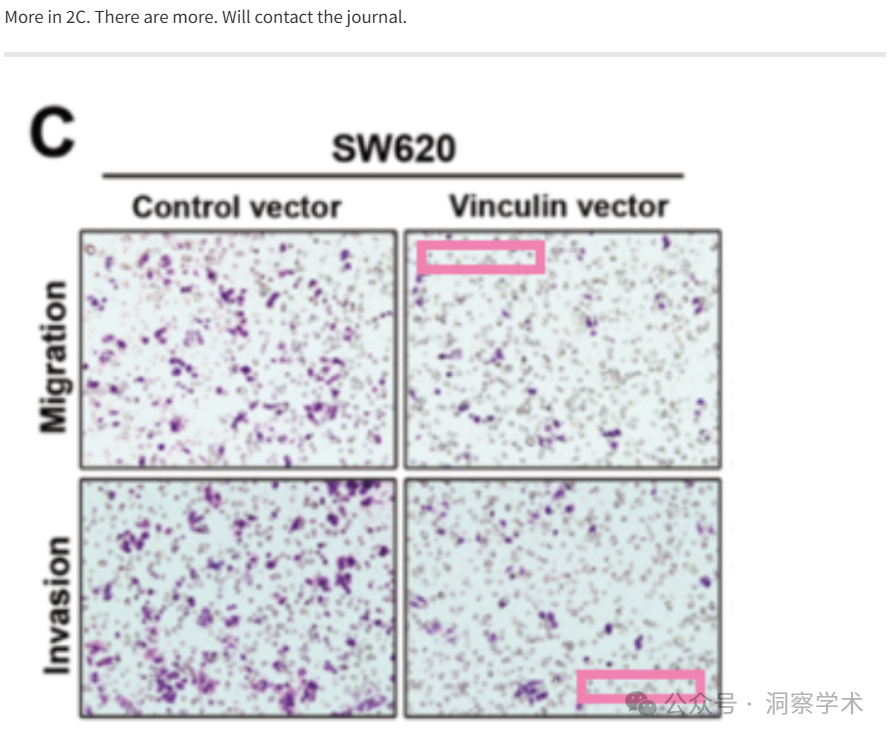 More in 2C. There are more. Will contact the journal.
C
SW620
Control vector
Vinculin vector
Migration
Invasion
公众号 · 洞察学术